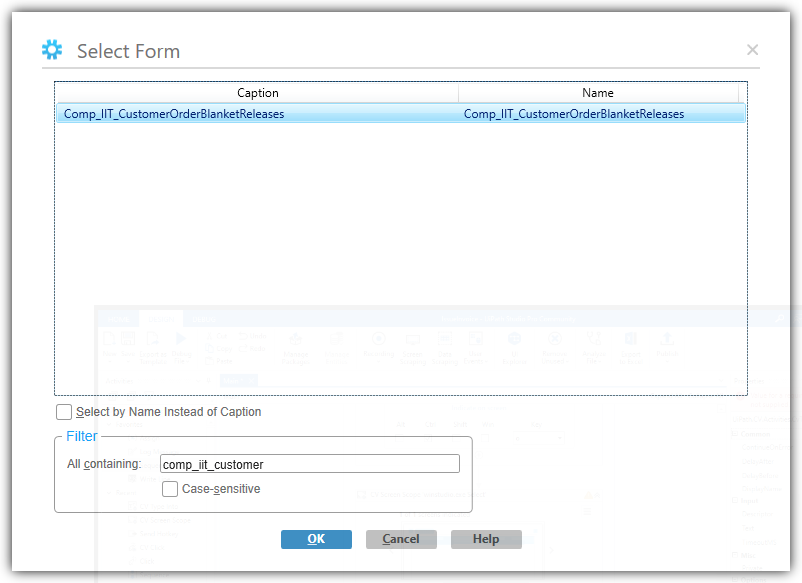 Select Form
Caption Name
Comp_IIT_CustomerOrderBlanketReleases Comp_IIT_CustomerOrderBlanketReleases
Select by Name Instead of Caption
Filter
All containing: comp_iit_customer
Case-sensitive
OK Cancel Help